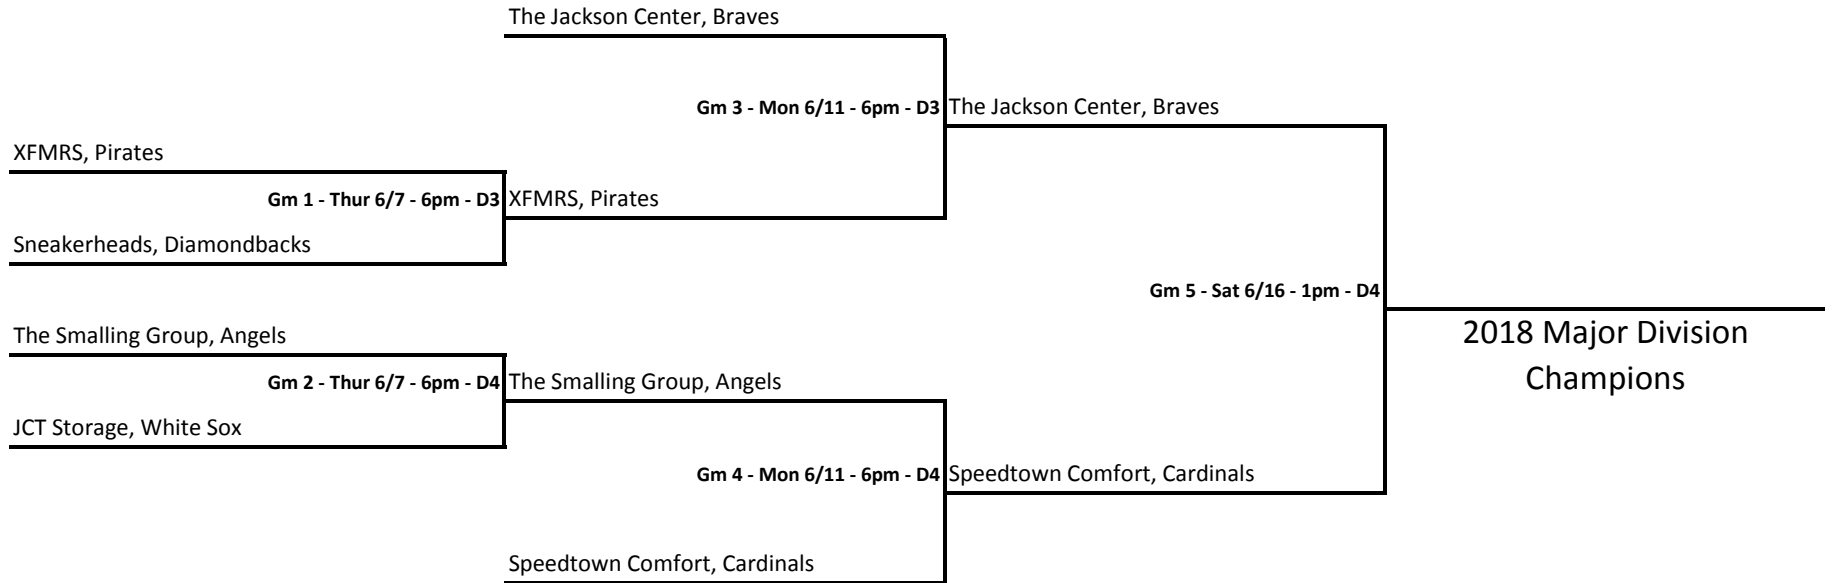 The Jackson Center, Braves
Gm 3 - Mon 6/11 - 6pm - D3
The Jackson Center, Braves
XFMRS, Pirates
Gm 1 - Thur 6/7 - 6pm - D3
XFMRS, Pirates
Sneakerheads, Diamondbacks
Gm 5 - Sat 6/16 - 1pm - D4
The Smalling Group, Angels
2018 Major Division
Champions
Gm 2 - Thur 6/7 - 6pm - D4
The Smalling Group, Angels
JCT Storage, White Sox
Gm 4 - Mon 6/11 - 6pm - D4
Speedtown Comfort, Cardinals
Speedtown Comfort, Cardinals